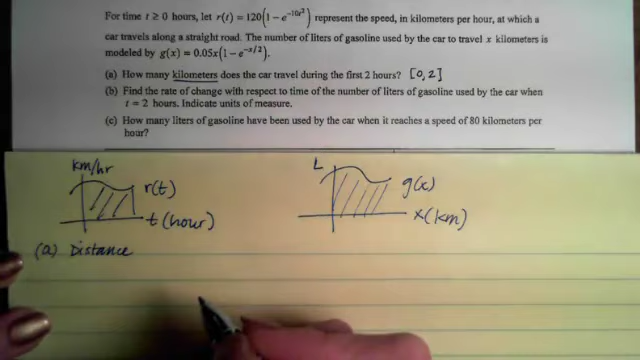 For time t ≥ 0 hours, let r(t) = 120(1 − e^{−10t²}) represent the speed, in kilometers per hour, at which a
car travels along a straight road. The number of liters of gasoline used by the car to travel x kilometers is
modeled by g(x) = 0.05x(1 − e^{−x/2}).
(a) How many kilometers does the car travel during the first 2 hours? [0, 2]
(b) Find the rate of change with respect to time of the number of liters of gasoline used by the car when
t = 2 hours. Indicate units of measure.
(c) How many liters of gasoline have been used by the car when it reaches a speed of 80 kilometers per
hour?
km/hr
r(t)
t (hour)
L
g(x)
x (km)
(a) Distance